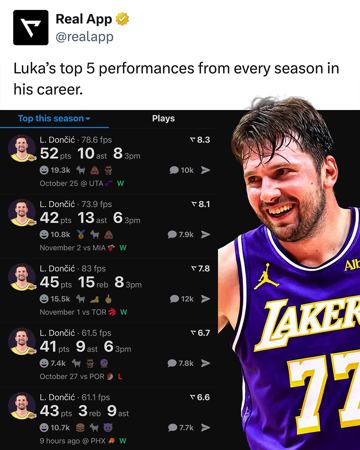 Real App
@realapp
Luka’s top 5 performances from every season in
his career.
Top this season
Plays
L. Dončić · 78.6 fps
8.3
52 pts 10 ast 8 3pm
19.3k
10k
October 25 @ UTA W
L. Dončić · 73.9 fps
8.1
42 pts 13 ast 6 3pm
10.8k
7.9k
November 2 vs MIA W
L. Dončić · 83 fps
7.8
45 pts 15 reb 8 3pm
15.5k
12k
November 1 vs TOR W
L. Dončić · 61.5 fps
6.7
41 pts 9 ast 6 3pm
7.4k
7.8k
October 27 vs POR L
L. Dončić · 61.1 fps
6.6
43 pts 3 reb 9 ast
10.7k
7.7k
9 hours ago @ PHX W
LAKER
77